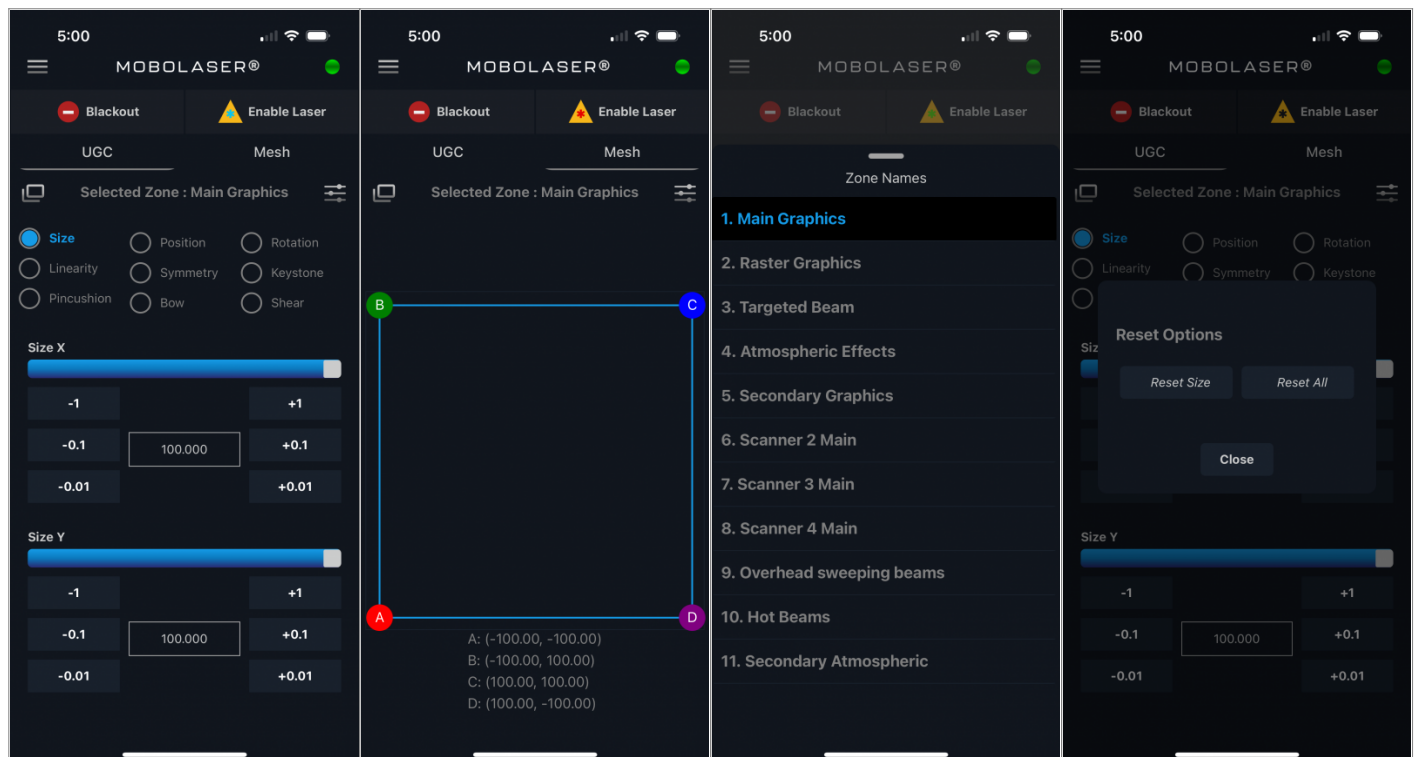 5:00
MOBOLASER®
Blackout Enable Laser
UGC Mesh
Selected Zone : Main Graphics
Size Position Rotation
Linearity Symmetry Keystone
Pincushion Bow Shear
Size X
-1 +1
-0.1 100.000 +0.1
-0.01 +0.01
Size Y
-1 +1
-0.1 100.000 +0.1
-0.01 +0.01
5:00
MOBOLASER®
Blackout Enable Laser
UGC Mesh
Selected Zone : Main Graphics
B C
A D
A: (-100.00, -100.00)
B: (-100.00, 100.00)
C: (100.00, 100.00)
D: (100.00, -100.00)
5:00
MOBOLASER®
Blackout Enable Laser
Zone Names
1. Main Graphics
2. Raster Graphics
3. Targeted Beam
4. Atmospheric Effects
5. Secondary Graphics
6. Scanner 2 Main
7. Scanner 3 Main
8. Scanner 4 Main
9. Overhead sweeping beams
10. Hot Beams
11. Secondary Atmospheric
5:00
MOBOLASER®
Blackout Enable Laser
UGC Mesh
Selected Zone : Main Graphics
Size Position Rotation
Linearity Symmetry Keystone
Reset Options
Siz
Reset Size Reset All
Close
Size Y
-1 +1
-0.1 100.000 +0.1
-0.01 +0.01